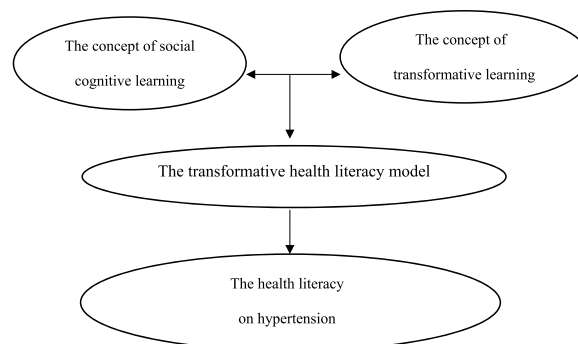 The concept of social
cognitive learning
The concept of
transformative learning
The transformative health literacy model
The health literacy
on hypertension